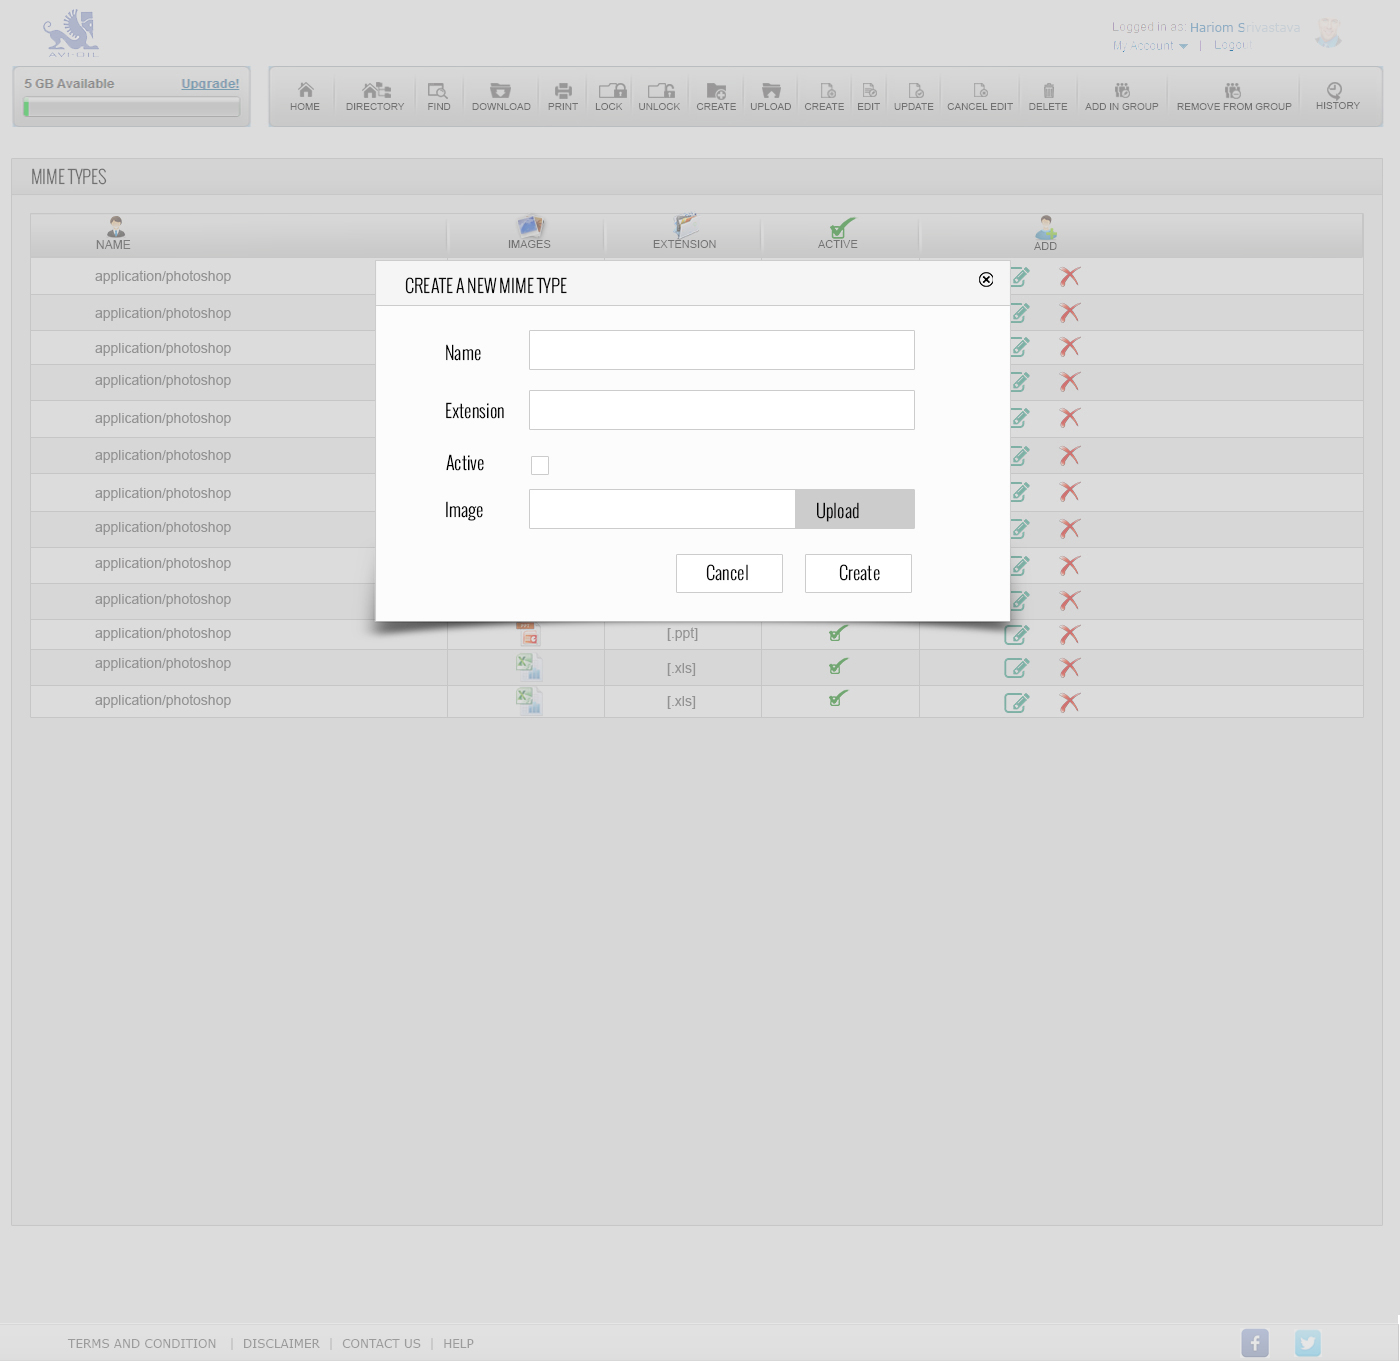 AVI-OIL
Logged in as: Hariom Srivastava
My Account | Logout
5 GB Available Upgrade!
HOME DIRECTORY FIND DOWNLOAD PRINT LOCK UNLOCK CREATE UPLOAD CREATE EDIT UPDATE CANCEL EDIT DELETE ADD IN GROUP REMOVE FROM GROUP HISTORY
MIME TYPES
NAME IMAGES EXTENSION ACTIVE ADD
application/photoshop
application/photoshop
application/photoshop
application/photoshop
application/photoshop
application/photoshop
application/photoshop
application/photoshop
application/photoshop
application/photoshop
application/photoshop [.ppt]
application/photoshop [.xls]
application/photoshop [.xls]
CREATE A NEW MIME TYPE
Name
Extension
Active
Image Upload
Cancel Create
TERMS AND CONDITION | DISCLAIMER | CONTACT US | HELP